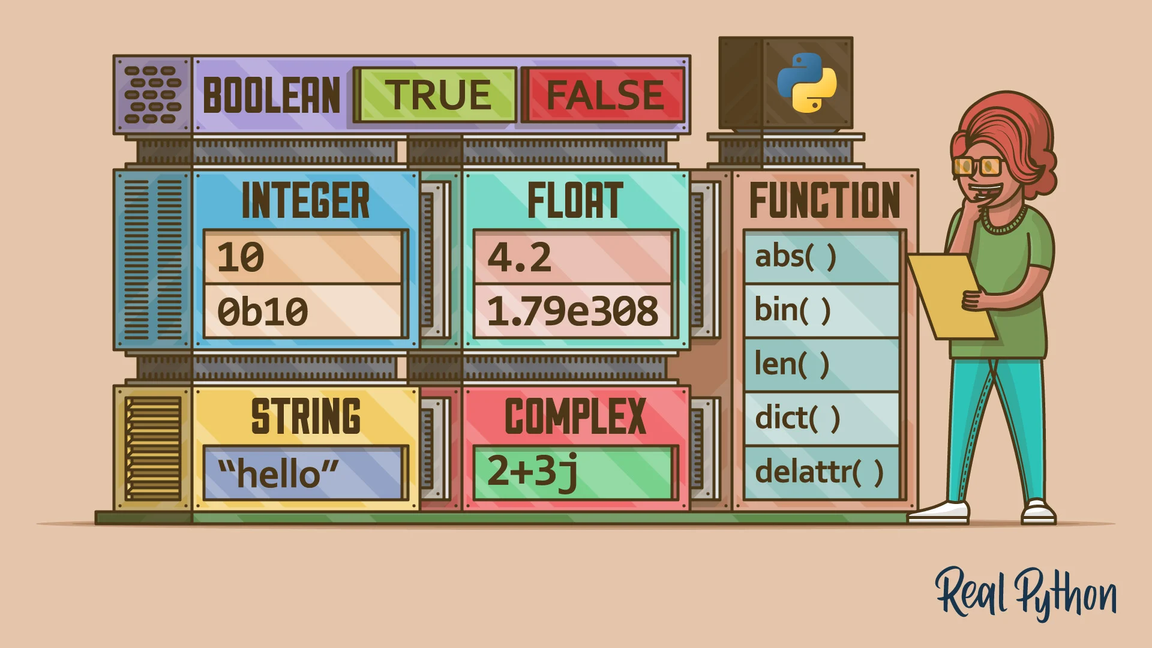 BOOLEAN TRUE FALSE
INTEGER
10
0b10
FLOAT
4.2
1.79e308
FUNCTION
abs( )
bin( )
len( )
dict( )
delattr( )
STRING
“hello”
COMPLEX
2+3j
Real Python